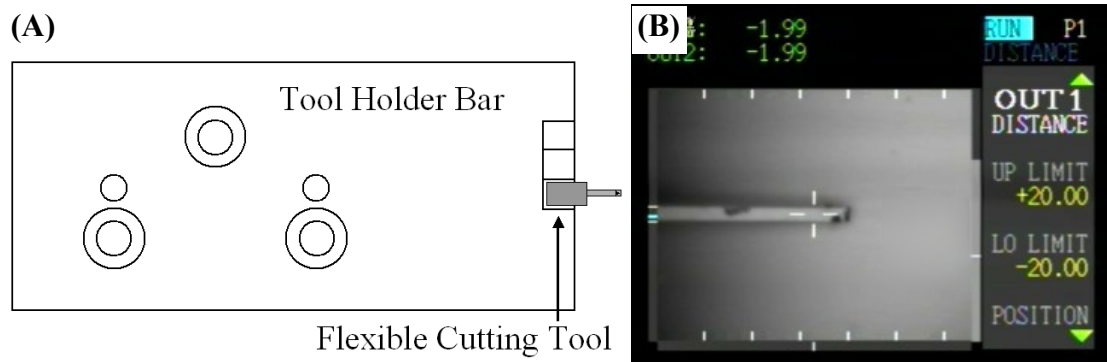 (A)
Tool Holder Bar
Flexible Cutting Tool
(B)
-1.99
-1.99
RUN P1
DISTANCE
OUT1
DISTANCE
UP LIMIT
+20.00
LO LIMIT
-20.00
POSITION